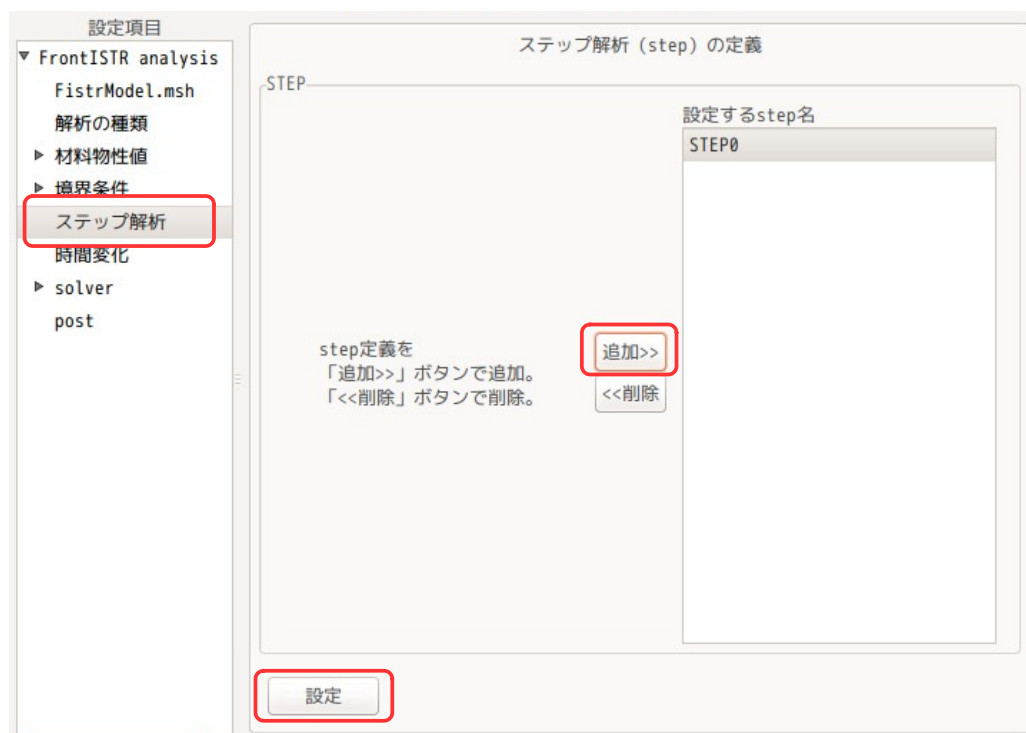 設定項目
FrontISTR analysis
FistrModel.msh
解析の種類
材料物性値
境界条件
ステップ解析
時間変化
solver
post
ステップ解析 (step) の定義
STEP
設定するstep名
STEP0
step定義を
「追加>>」ボタンで追加。
「<<削除」ボタンで削除。
追加>>
<<削除
設定